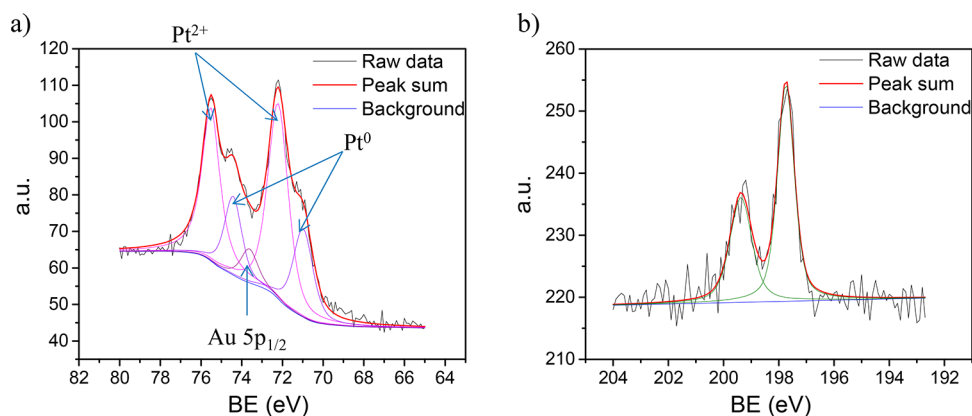 a)
Pt²⁺
Raw data
Peak sum
Background
Pt⁰
Au 5p₁/₂
a.u.
120
110
100
90
80
70
60
50
40
82 80 78 76 74 72 70 68 66 64
BE (eV)
b)
Raw data
Peak sum
Background
a.u.
260
250
240
230
220
210
204 202 200 198 196 194 192
BE (eV)